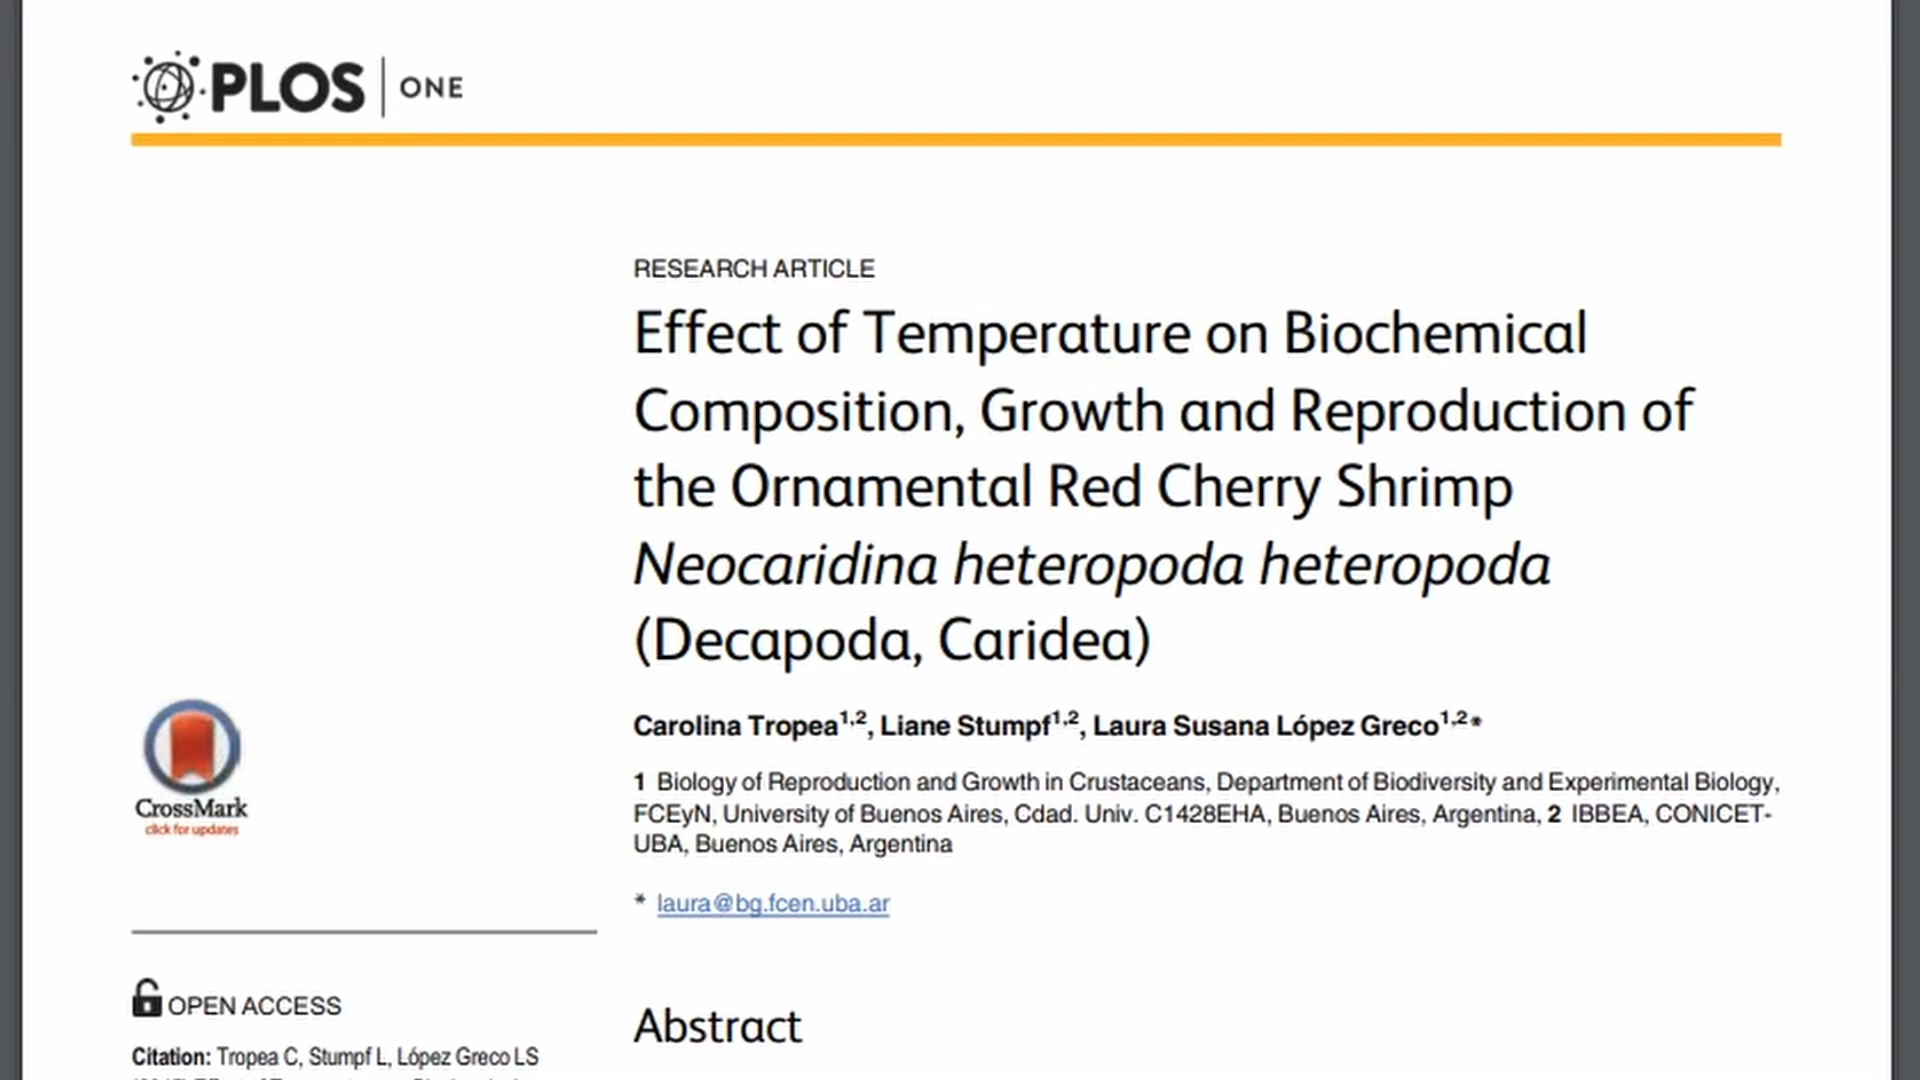 PLOS ONE
RESEARCH ARTICLE
Effect of Temperature on Biochemical
Composition, Growth and Reproduction of
the Ornamental Red Cherry Shrimp
Neocaridina heteropoda heteropoda
(Decapoda, Caridea)
Carolina Tropea1,2, Liane Stumpf1,2, Laura Susana López Greco1,2*
1 Biology of Reproduction and Growth in Crustaceans, Department of Biodiversity and Experimental Biology,
FCEyN, University of Buenos Aires, Cdad. Univ. C1428EHA, Buenos Aires, Argentina, 2 IBBEA, CONICET-
UBA, Buenos Aires, Argentina
* laura@bg.fcen.uba.ar
CrossMark
click for updates
OPEN ACCESS
Citation: Tropea C, Stumpf L, López Greco LS
Abstract